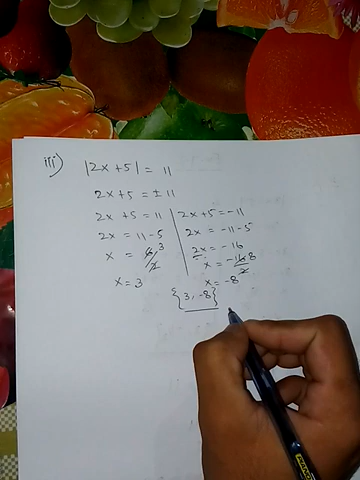 iii) |2x + 5| = 11
2x + 5 = ± 11
2x + 5 = 11
2x = 11 - 5
x = 6/2 3
x = 3
2x + 5 = -11
2x = -11 - 5
2x = -16
x = -16/2 8
x = -8
{3, -8}